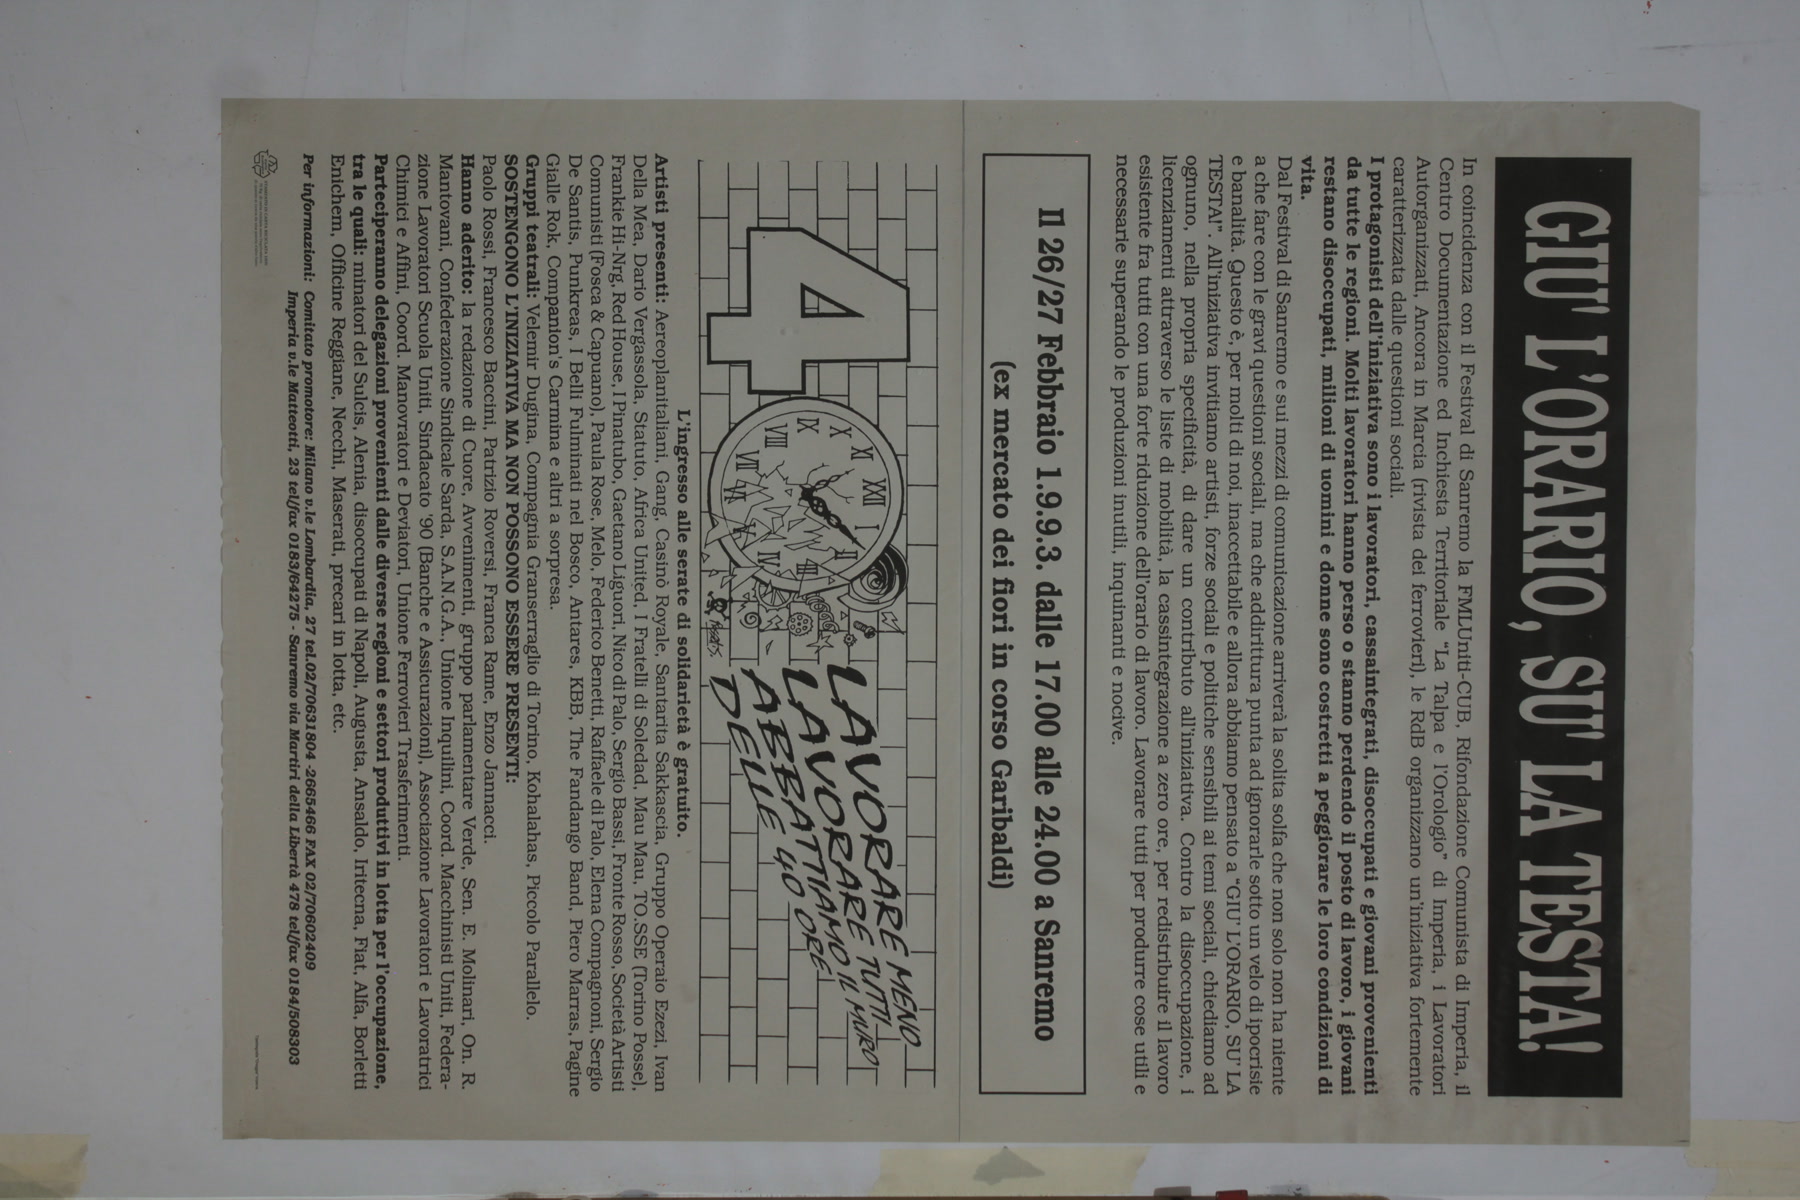 GIU' L'ORARIO, SU' LA TESTA!
In coincidenza con il Festival di Sanremo la FMLUniti-CUB, Rifondazione Comunista di Imperia, il
Centro Documentazione ed Inchiesta Territoriale "La Talpa e l'Orologio" di Imperia, i Lavoratori
Autorganizzati, Ancora in Marcia (rivista dei ferrovieri), le RdB organizzano un'iniziativa fortemente
caratterizzata dalle questioni sociali.
I protagonisti dell'iniziativa sono i lavoratori, cassaintegrati, disoccupati e giovani provenienti
da tutte le regioni. Molti lavoratori hanno perso o stanno perdendo il posto di lavoro, i giovani
restano disoccupati, milioni di uomini e donne sono costretti a peggiorare le loro condizioni di
vita.
Dal Festival di Sanremo e sui mezzi di comunicazione arriverà la solita solfa che non solo non ha niente
a che fare con le gravi questioni sociali, ma che addirittura punta ad ignorarle sotto un velo di ipocrisie
e banalità. Questo è, per molti di noi, inaccettabile e allora abbiamo pensato a "GIU' L'ORARIO, SU' LA
TESTA!". All'iniziativa invitiamo artisti, forze sociali e politiche sensibili ai temi sociali, chiediamo ad
ognuno, nella propria specificità, di dare un contributo all'iniziativa. Contro la disoccupazione, i
licenziamenti attraverso le liste di mobilità, la cassintegrazione a zero ore, per redistribuire il lavoro
esistente fra tutti con una forte riduzione dell'orario di lavoro. Lavorare tutti per produrre cose utili e
necessarie superando le produzioni inutili, inquinanti e nocive.
Il 26/27 Febbraio 1.9.9.3. dalle 17.00 alle 24.00 a Sanremo
(ex mercato dei fiori in corso Garibaldi)
4
XII I II III IV VI VII VIII IX X XI
LAVORARE MENO
LAVORARE TUTTI
ABBATTIAMO IL MURO
DELLE 40 ORE
L'ingresso alle serate di solidarietà è gratuito.
Artisti presenti: Aereoplanitaliani, Gang, Casinò Royale, Santarita Sakkascia, Gruppo Operaio Ezezi, Ivan
Della Mea, Dario Vergassola, Statuto, Africa United, I Fratelli di Soledad, Mau Mau, TO.SSE (Torino Posse),
Frankie Hi-Nrg, Red House, I Pinatubo, Gaetano Liguori, Nico di Palo, Sergio Bassi, Fronte Rosso, Società Artisti
Comunisti (Fosca & Capuano), Paula Rose, Melo, Federico Benetti, Raffaele di Palo, Elena Compagnoni, Sergio
De Santis, Punkreas, I Belli Fulminati nel Bosco, Antares, KBB, The Fandango Band, Piero Marras, Pagine
Gialle Rok, Companion's Carmina e altri a sorpresa.
Gruppi teatrali: Velemir Dugina, Compagnia Granserraglio di Torino, Kohalahas, Piccolo Parallelo.
SOSTENGONO L'INIZIATIVA MA NON POSSONO ESSERE PRESENTI:
Paolo Rossi, Francesco Baccini, Patrizio Roversi, Franca Rame, Enzo Jannacci.
Hanno aderito: la redazione di Cuore, Avvenimenti, gruppo parlamentare Verde, Sen. E. Molinari, On. R.
Mantovani, Confederazione Sindicale Sarda, S.A.N.G.A., Unione Inquilini, Coord. Macchinisti Uniti, Federa-
zione Lavoratori Scuola Uniti, Sindacato '90 (Banche e Assicurazioni), Associazione Lavoratori e Lavoratrici
Chimici e Affini, Coord. Manovratori e Deviatori, Unione Ferrovieri Trasferimenti.
Parteciperanno delegazioni provenienti dalle diverse regioni e settori produttivi in lotta per l'occupazione,
tra le quali: minatori del Sulcis, Alenia, disoccupati di Napoli, Augusta, Ansaldo, Iritecna, Fiat, Alfa, Borletti
Enichem, Officine Reggiane, Necchi, Maserati, precari in lotta, etc.
Per informazioni: Comitato promotore: Milano v.le Lombardia, 27 tel.02/70631804 -2665466 FAX 02/70602409
Imperia v.le Matteotti, 23 tel/fax 0183/64275 - Sanremo via Martiri della Libertà 478 tel/fax 0184/508303